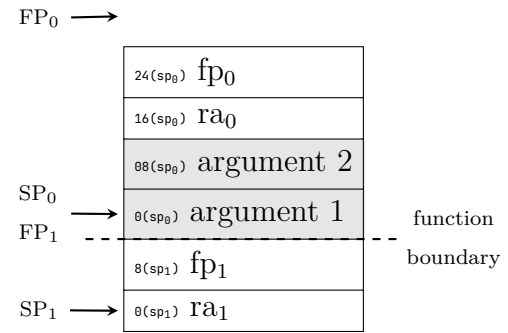 FP₀
24(sp₀) fp₀
16(sp₀) ra₀
08(sp₀) argument 2
SP₀
0(sp₀) argument 1
function
FP₁
boundary
8(sp₁) fp₁
SP₁
0(sp₁) ra₁